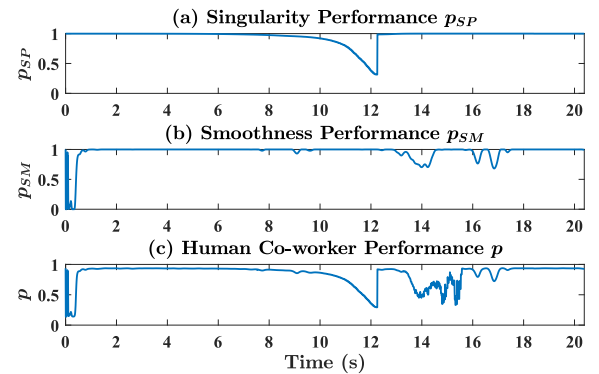 (a) Singularity Performance p_SP
1
0.5
0
p_SP
0 2 4 6 8 10 12 14 16 18 20
(b) Smoothness Performance p_SM
1
0.5
0
p_SM
0 2 4 6 8 10 12 14 16 18 20
(c) Human Co-worker Performance p
1
0.5
0
p
0 2 4 6 8 10 12 14 16 18 20
Time (s)